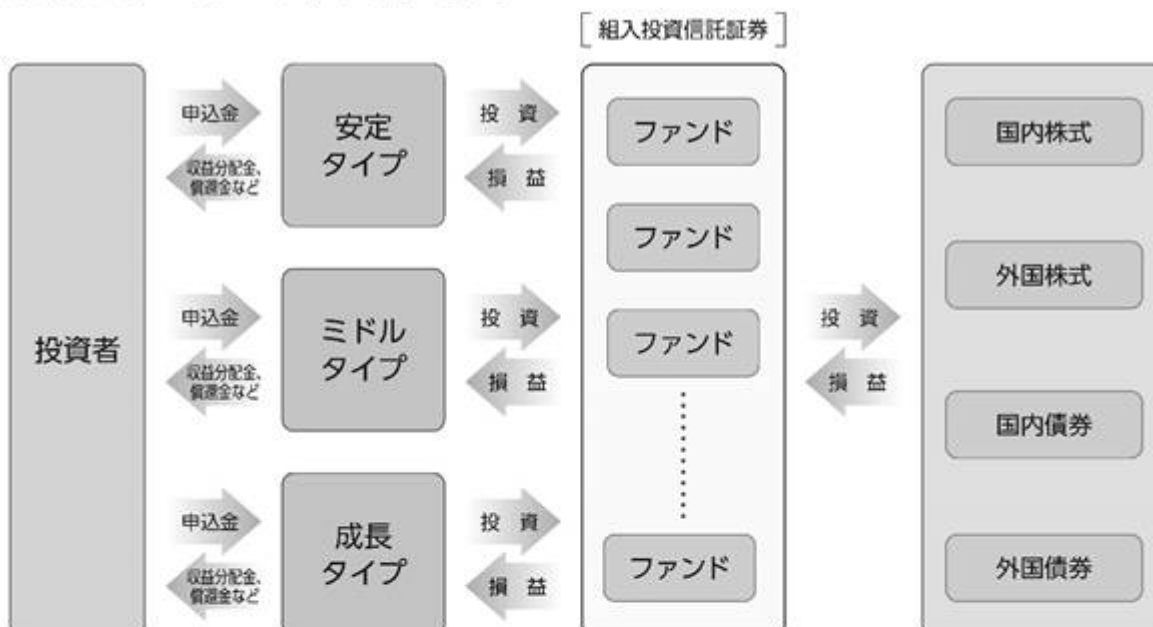 [組入投資信託証券]
投資者
申込金
収益分配金、
償還金など
安定
タイプ
投 資
損 益
申込金
収益分配金、
償還金など
ミドル
タイプ
投 資
損 益
申込金
収益分配金、
償還金など
成長
タイプ
投 資
損 益
ファンド
ファンド
ファンド
ファンド
投 資
損 益
国内株式
外国株式
国内債券
外国債券